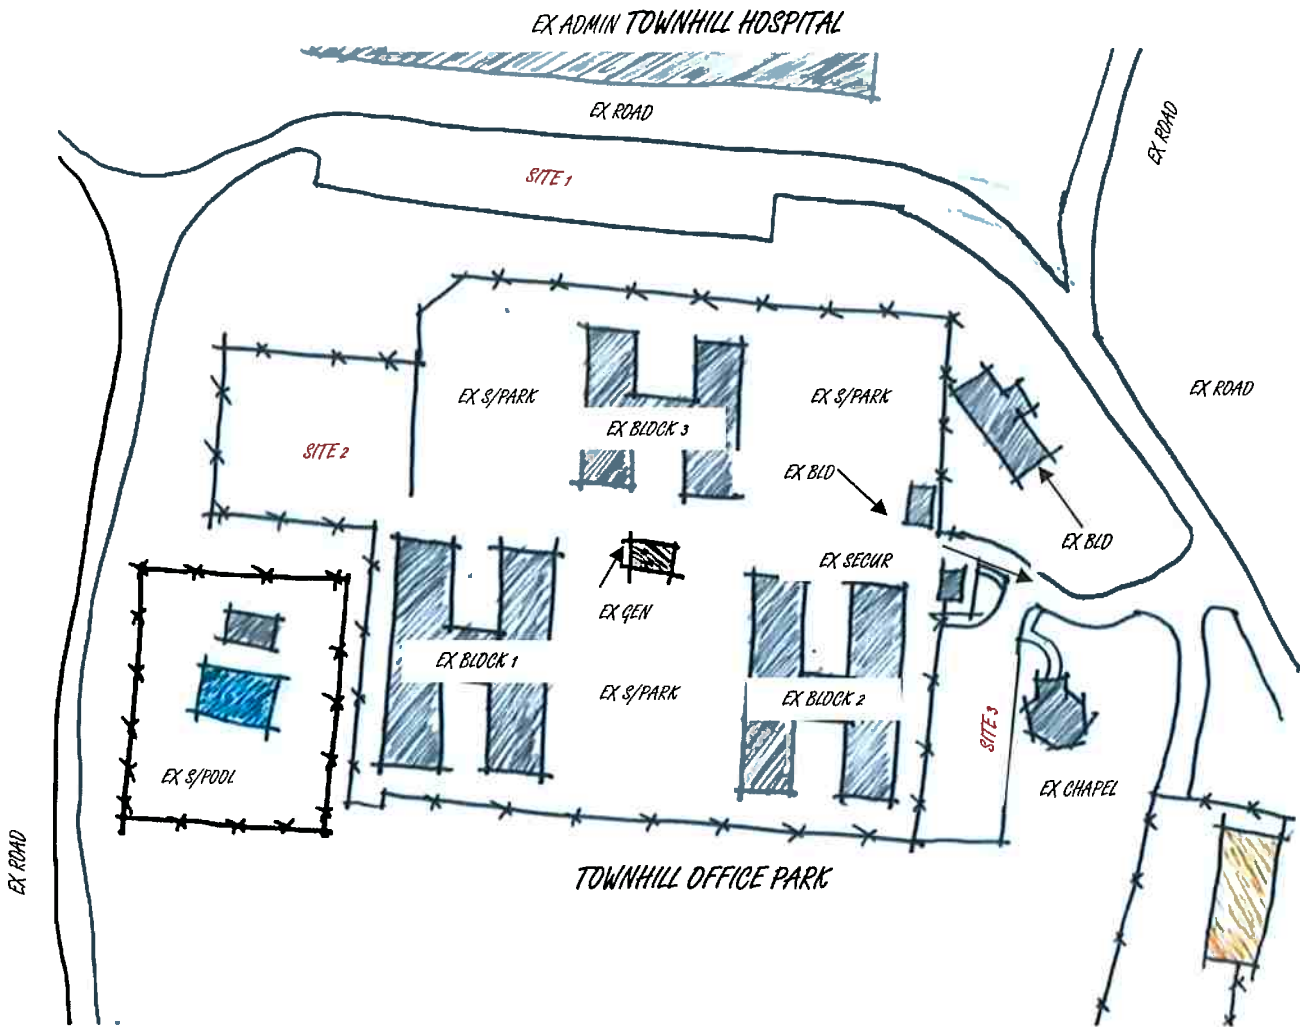 EX ADMIN TOWNHILL HOSPITAL
EX ROAD
EX ROAD
SITE 1
EX S/PARK
EX S/PARK
EX ROAD
EX BLOCK 3
SITE 2
EX BLD
EX BLD
EX SECUR
EX GEN
EX BLOCK 1
EX S/PARK
EX BLOCK 2
SITE 3
EX S/POOL
EX CHAPEL
EX ROAD
TOWNHILL OFFICE PARK